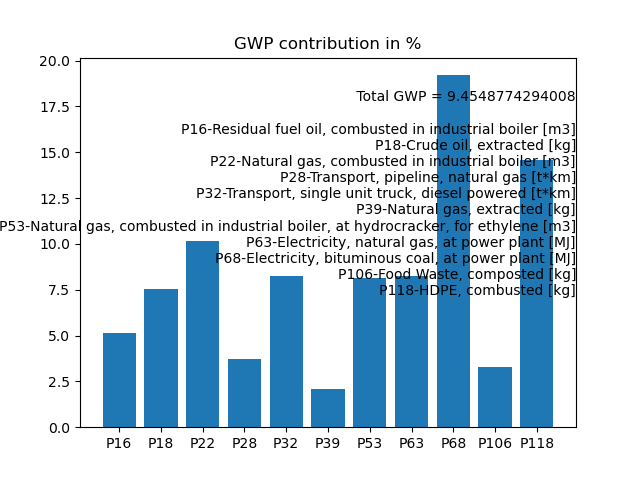 GWP contribution in %
20.0
17.5
15.0
12.5
10.0
7.5
5.0
2.5
0.0
Total GWP = 9.4548774294008
P16-Residual fuel oil, combusted in industrial boiler [m3]
P18-Crude oil, extracted [kg]
P22-Natural gas, combusted in industrial boiler [m3]
P28-Transport, pipeline, natural gas [t*km]
P32-Transport, single unit truck, diesel powered [t*km]
P39-Natural gas, extracted [kg]
P53-Natural gas, combusted in industrial boiler, at hydrocracker, for ethylene [m3]
P63-Electricity, natural gas, at power plant [MJ]
P68-Electricity, bituminous coal, at power plant [MJ]
P106-Food Waste, composted [kg]
P118-HDPE, combusted [kg]
P16 P18 P22 P28 P32 P39 P53 P63 P68 P106 P118